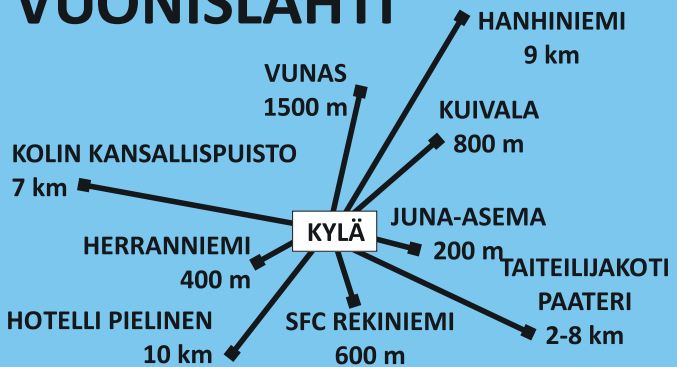 VUONISLAHTI
HANHINIEMI
9 km
VUNAS
1500 m
KUIVALA
800 m
KOLIN KANSALLISPUISTO
7 km
KYLÄ
JUNA-ASEMA
200 m
HERRANNIEMI
400 m
TAITEILIJAKOTI
PAATERI
2-8 km
HOTELLI PIELINEN
10 km
SFC REKINIEMI
600 m